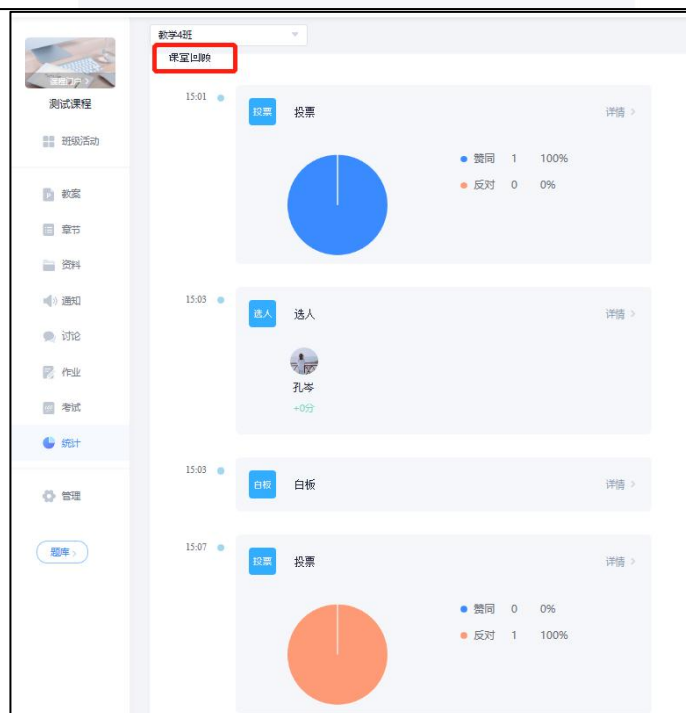 教学4班
课堂回顾
课程门户 >
测试课程
班级活动
教案
章节
资料
通知
讨论
作业
考试
统计
管理
题库 >
15:01
投票 投票 详情 >
赞同 1 100%
反对 0 0%
15:03
选人 选人 详情 >
孔岑
+0分
15:03
白板 白板 详情 >
15:07
投票 投票 详情 >
赞同 0 0%
反对 1 100%